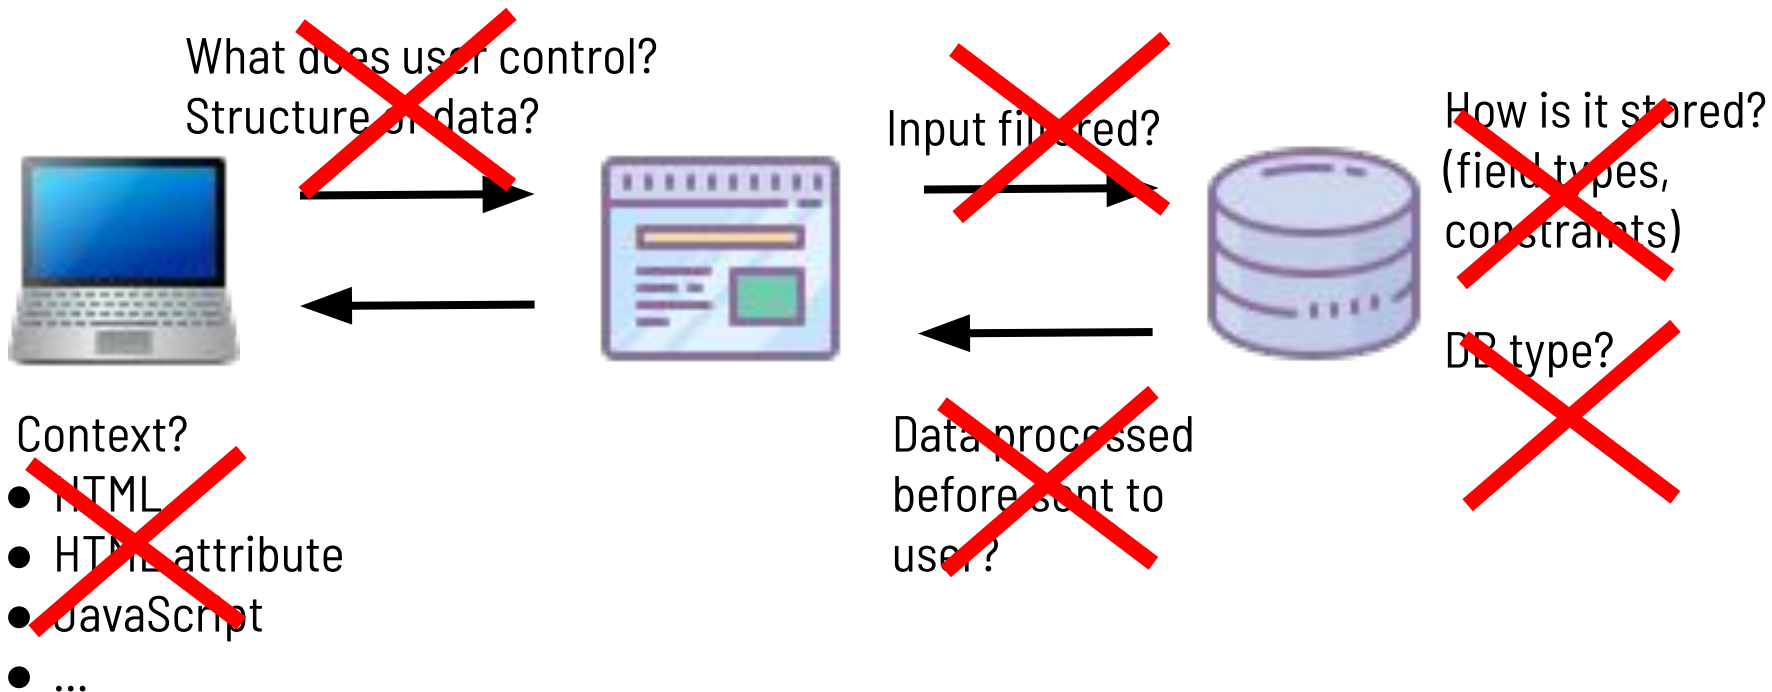 What does user control?
Structure of data?
Input filtered?
How is it stored?
(field types,
constraints)
DB type?
Context?
● HTML
● HTML attribute
● JavaScript
● ...
Data processed
before sent to
user?